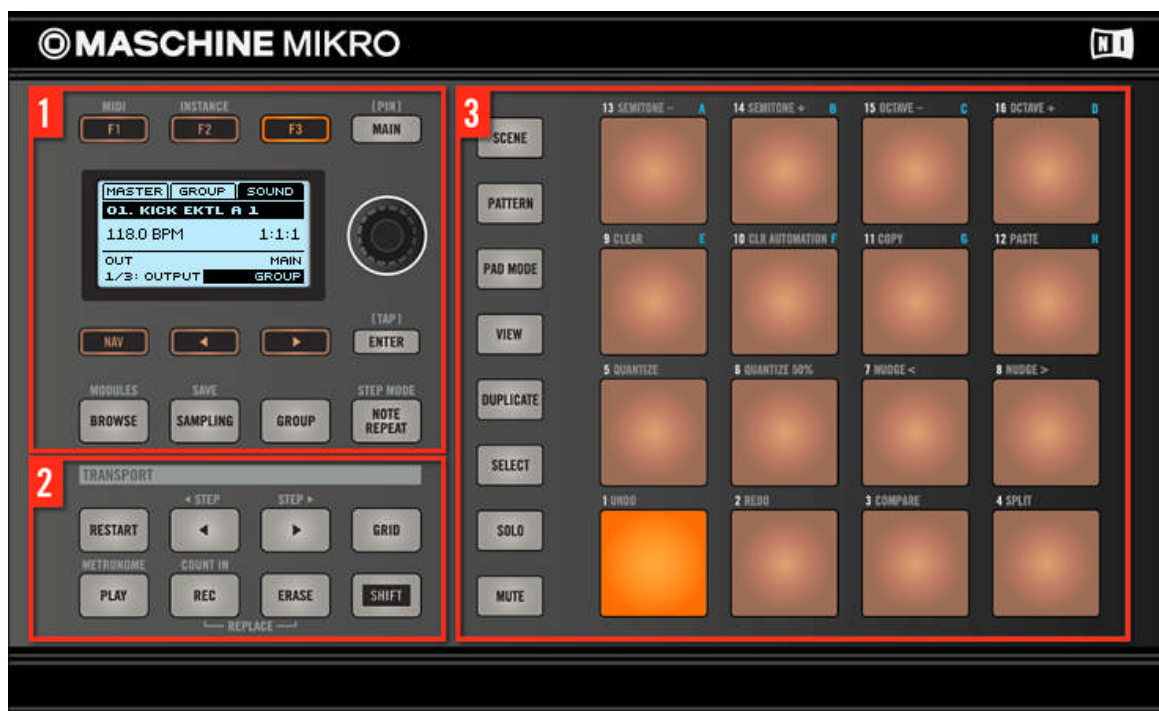 MASCHINE MIKRO
NI
1
MIDI INSTANCE [PIN]
F1 F2 F3 MAIN
MASTER GROUP SOUND
01. KICK EKTL A 1
118.0 BPM 1:1:1
OUT MAIN
1/3: OUTPUT GROUP
[TAP]
NAV ◀ ▶ ENTER
MODULES SAVE STEP MODE
BROWSE SAMPLING GROUP NOTE REPEAT
2
TRANSPORT
◀ STEP STEP ▶
RESTART ◀ ▶ GRID
METRONOME COUNT IN
PLAY REC ERASE SHIFT
REPLACE
3
SCENE
PATTERN
PAD MODE
VIEW
DUPLICATE
SELECT
SOLO
MUTE
13 SEMITONE - A 14 SEMITONE + B 15 OCTAVE - C 16 OCTAVE + D
9 CLEAR E 10 CLR AUTOMATION F 11 COPY G 12 PASTE H
5 QUANTIZE 6 QUANTIZE 50% 7 NUDGE < 8 NUDGE >
1 UNDO 2 REDO 3 COMPARE 4 SPLIT